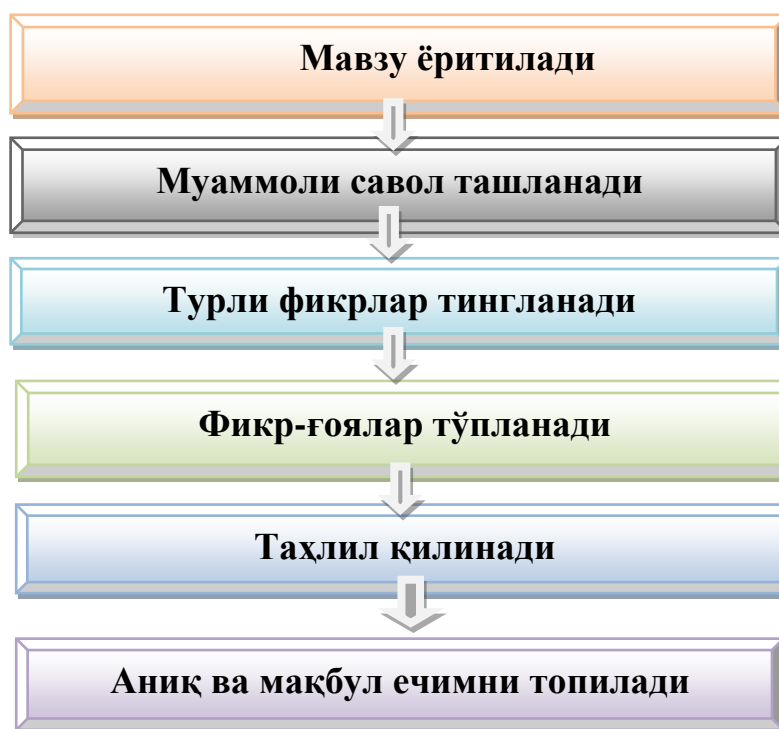 Мавзу ёритилади
Муаммоли савол ташланади
Турли фикрлар тингланади
Фикр-ғоялар тўпланади
Таҳлил қилинади
Аниқ ва мақбул ечимни топилади